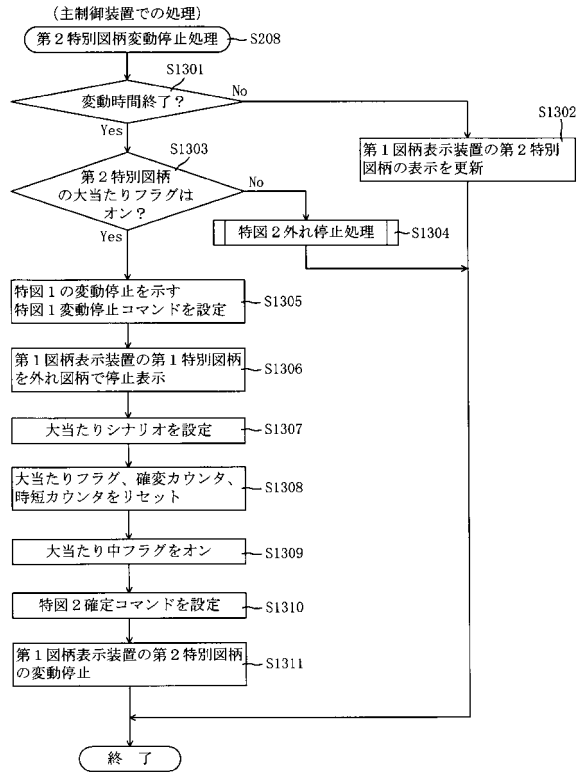 (主制御装置での処理)
第2特別図柄変動停止処理
S208
S1301
変動時間終了？
No
Yes
S1302
第1図柄表示装置の第2特別
図柄の表示を更新
S1303
第2特別図柄
の大当たりフラグは
オン？
No
Yes
特図2外れ停止処理
S1304
特図1の変動停止を示す
特図1変動停止コマンドを設定
S1305
第1図柄表示装置の第1特別図柄
を外れ図柄で停止表示
S1306
大当たりシナリオを設定
S1307
大当たりフラグ、確変カウンタ、
時短カウンタをリセット
S1308
大当たり中フラグをオン
S1309
特図2確定コマンドを設定
S1310
第1図柄表示装置の第2特別図柄
の変動停止
S1311
終 了